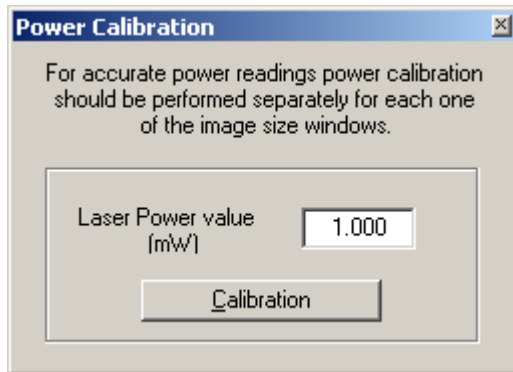 Power Calibration
For accurate power readings power calibration
should be performed separately for each one
of the image size windows.
Laser Power value
(mW)
1.000
Calibration